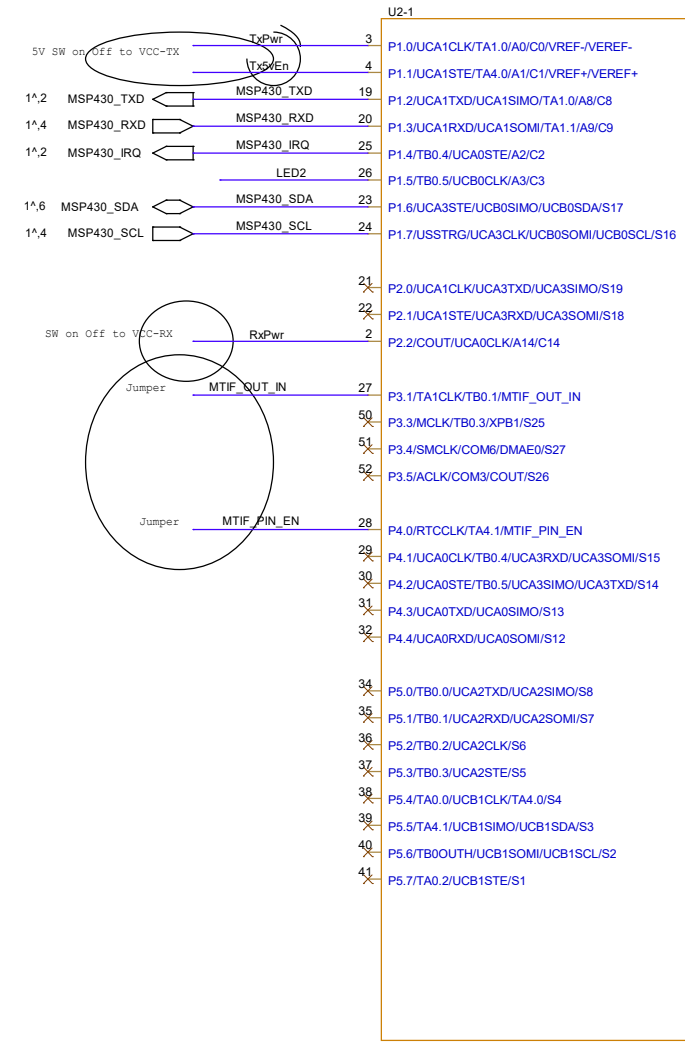 U2-1
TxPwr 3 P1.0/UCA1CLK/TA1.0/A0/C0/VREF-/VEREF-
5V SW on Off to VCC-TX
Tx5vEn 4 P1.1/UCA1STE/TA4.0/A1/C1/VREF+/VEREF+
1^,2 MSP430_TXD MSP430_TXD 19 P1.2/UCA1TXD/UCA1SIMO/TA1.0/A8/C8
1^,4 MSP430_RXD MSP430_RXD 20 P1.3/UCA1RXD/UCA1SOMI/TA1.1/A9/C9
1^,2 MSP430_IRQ MSP430_IRQ 25 P1.4/TB0.4/UCA0STE/A2/C2
LED2 26 P1.5/TB0.5/UCB0CLK/A3/C3
1^,6 MSP430_SDA MSP430_SDA 23 P1.6/UCA3STE/UCB0SIMO/UCB0SDA/S17
1^,4 MSP430_SCL MSP430_SCL 24 P1.7/USSTRG/UCA3CLK/UCB0SOMI/UCB0SCL/S16
21 P2.0/UCA1CLK/UCA3TXD/UCA3SIMO/S19
22 P2.1/UCA1STE/UCA3RXD/UCA3SOMI/S18
SW on Off to VCC-RX RxPwr 2 P2.2/COUT/UCA0CLK/A14/C14
Jumper MTIF_OUT_IN 27 P3.1/TA1CLK/TB0.1/MTIF_OUT_IN
50 P3.3/MCLK/TB0.3/XPB1/S25
51 P3.4/SMCLK/COM6/DMAE0/S27
52 P3.5/ACLK/COM3/COUT/S26
Jumper MTIF_PIN_EN 28 P4.0/RTCCLK/TA4.1/MTIF_PIN_EN
29 P4.1/UCA0CLK/TB0.4/UCA3RXD/UCA3SOMI/S15
30 P4.2/UCA0STE/TB0.5/UCA3SIMO/UCA3TXD/S14
31 P4.3/UCA0TXD/UCA0SIMO/S13
32 P4.4/UCA0RXD/UCA0SOMI/S12
34 P5.0/TB0.0/UCA2TXD/UCA2SIMO/S8
35 P5.1/TB0.1/UCA2RXD/UCA2SOMI/S7
36 P5.2/TB0.2/UCA2CLK/S6
37 P5.3/TB0.3/UCA2STE/S5
38 P5.4/TA0.0/UCB1CLK/TA4.0/S4
39 P5.5/TA4.1/UCB1SIMO/UCB1SDA/S3
40 P5.6/TB0OUTH/UCB1SOMI/UCB1SCL/S2
41 P5.7/TA0.2/UCB1STE/S1